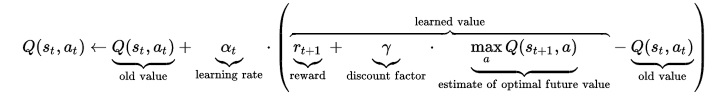 learned value
Q(s_t, a_t) ← Q(s_t, a_t) + α_t · ( r_{t+1} + γ · max_a Q(s_{t+1}, a) − Q(s_t, a_t) )
old value learning rate reward discount factor estimate of optimal future value old value